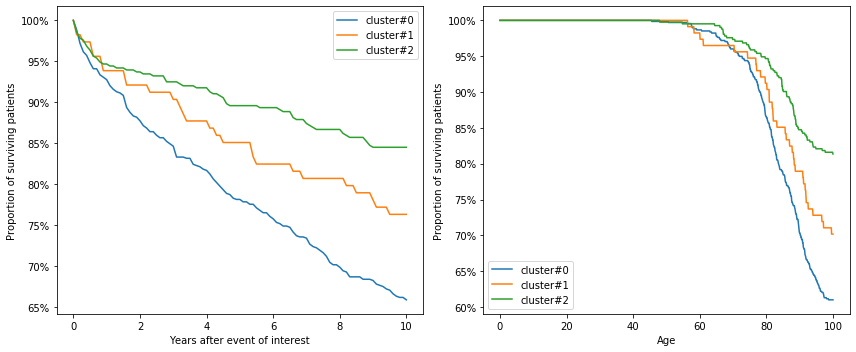 100%
95%
90%
85%
80%
75%
70%
65%
Proportion of surviving patients
0
2
4
6
8
10
Years after event of interest
cluster#0
cluster#1
cluster#2
100%
95%
90%
85%
80%
75%
70%
65%
60%
Proportion of surviving patients
0
20
40
60
80
100
Age
cluster#0
cluster#1
cluster#2